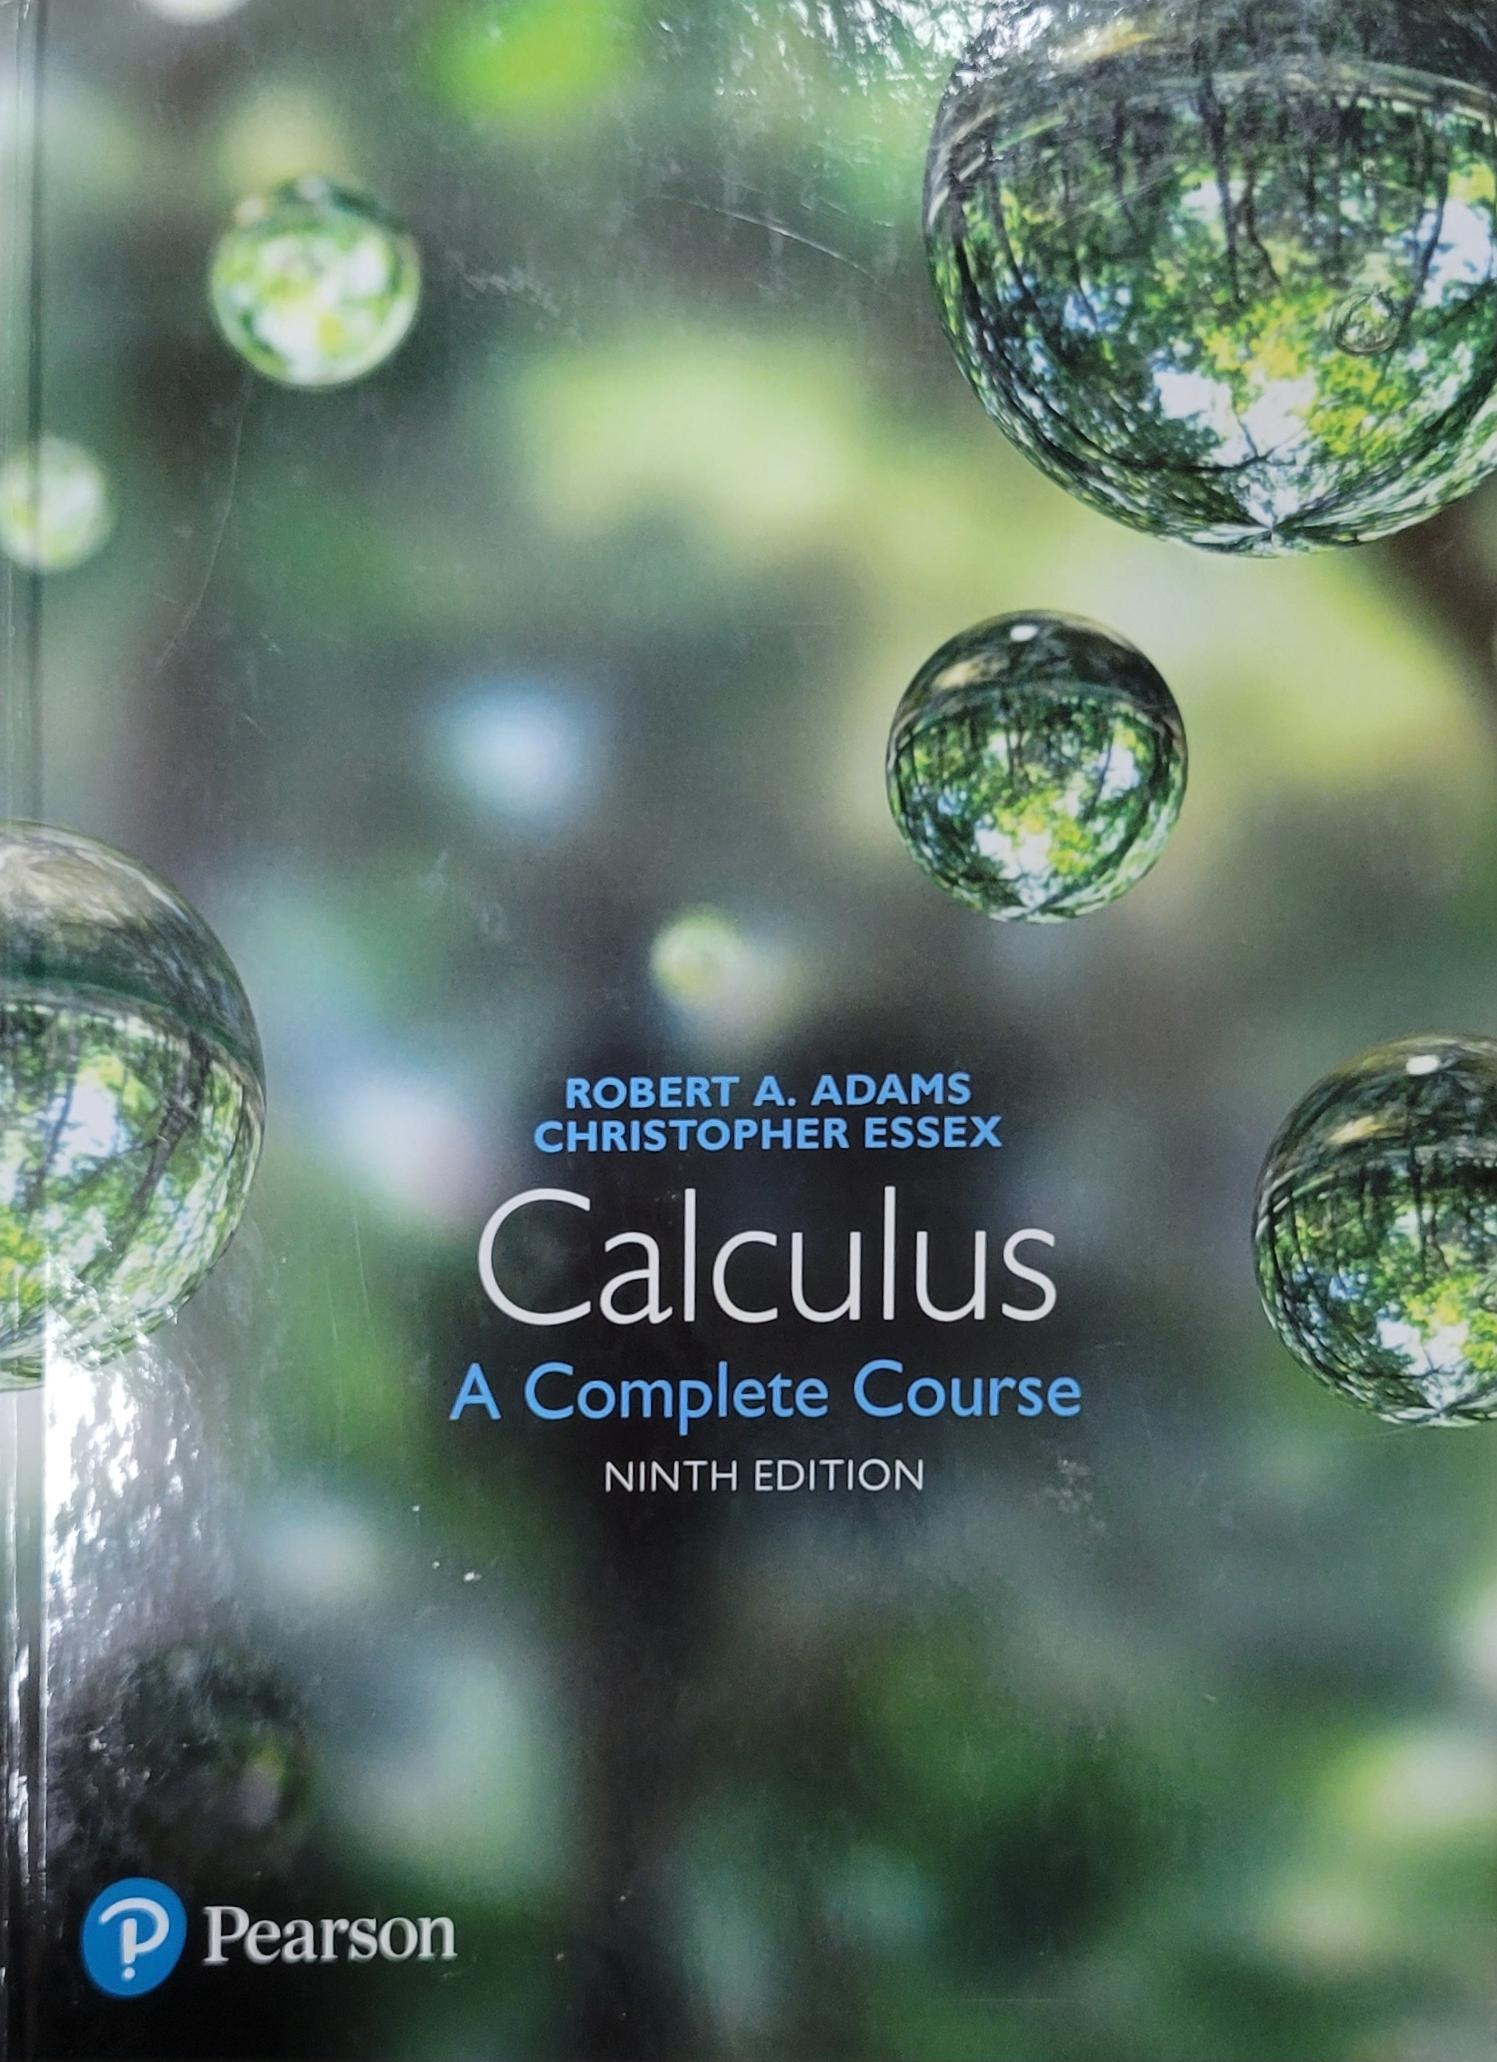 ROBERT A. ADAMS
CHRISTOPHER ESSEX
Calculus
A Complete Course
NINTH EDITION
Pearson